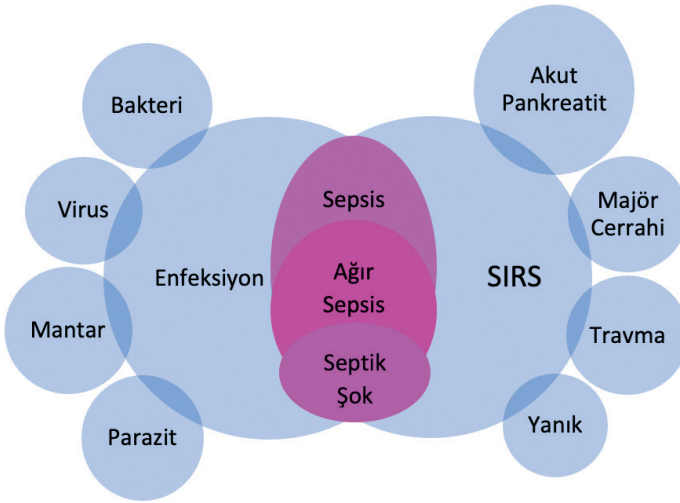 Bakteri
Virus
Mantar
Parazit
Enfeksiyon
Sepsis
Ağır
Sepsis
Septik
Şok
SIRS
Akut
Pankreatit
Majör
Cerrahi
Travma
Yanık